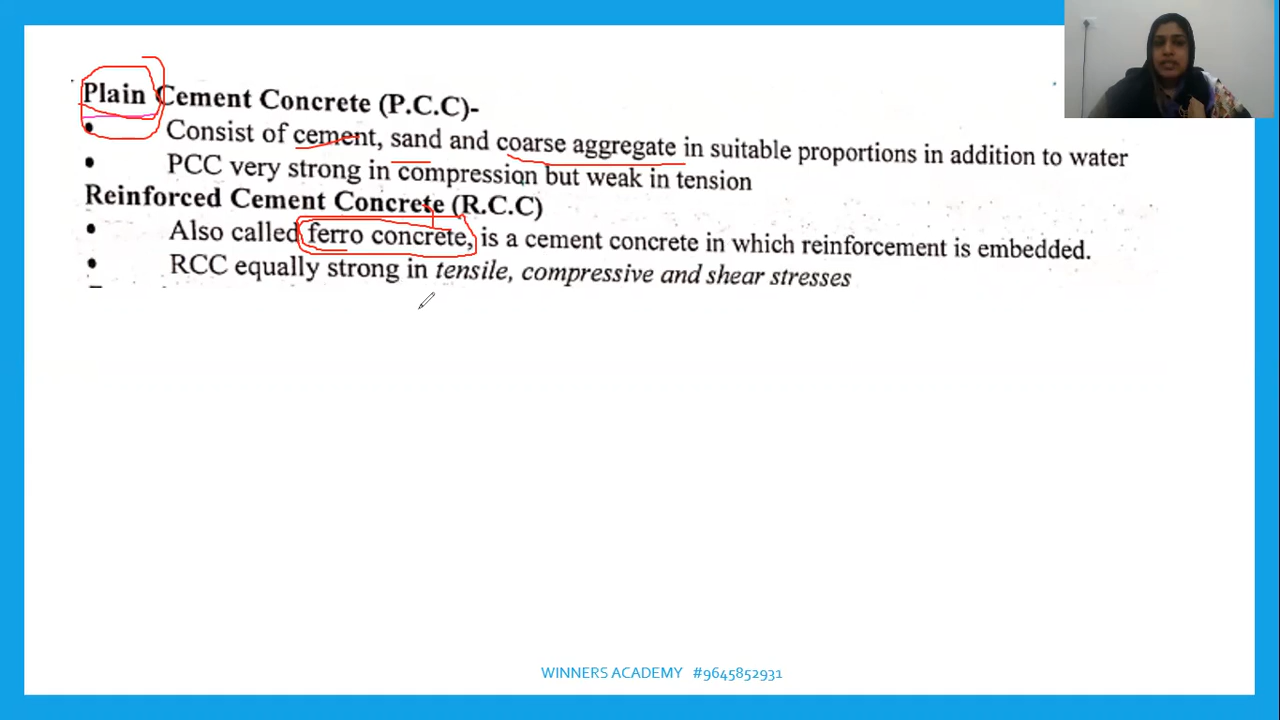 Plain Cement Concrete (P.C.C)-
• Consist of cement, sand and coarse aggregate in suitable proportions in addition to water
• PCC very strong in compression but weak in tension
Reinforced Cement Concrete (R.C.C)
• Also called ferro concrete, is a cement concrete in which reinforcement is embedded.
• RCC equally strong in tensile, compressive and shear stresses
WINNERS ACADEMY #9645852931